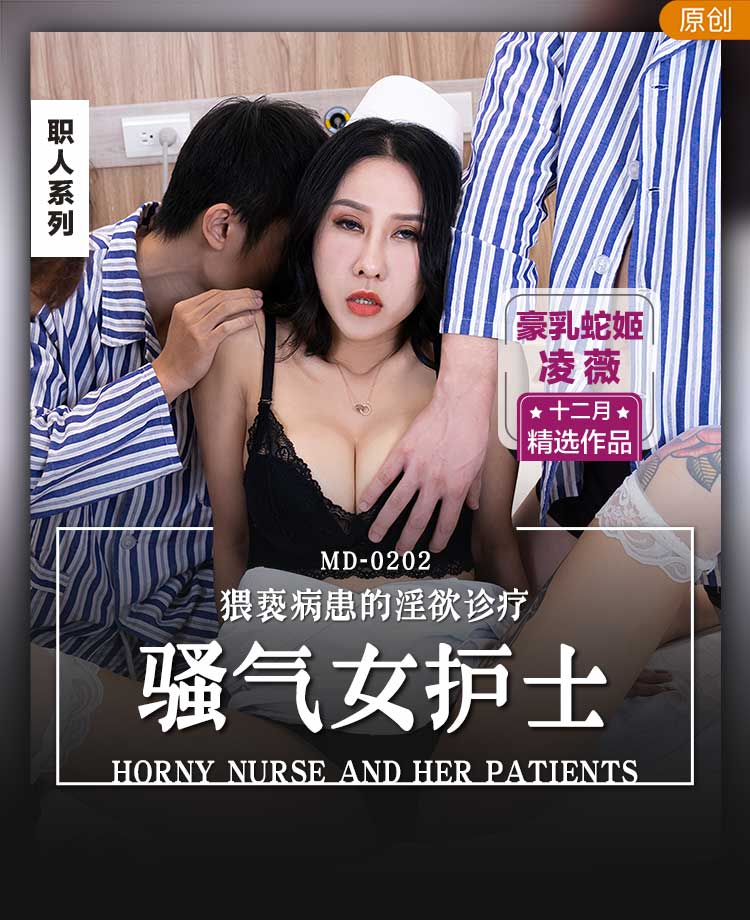 原创
职人系列
豪乳蛇姬
凌薇
十二月
精选作品
MD-0202
猥亵病患的淫欲诊疗
骚气女护士
HORNY NURSE AND HER PATIENTS